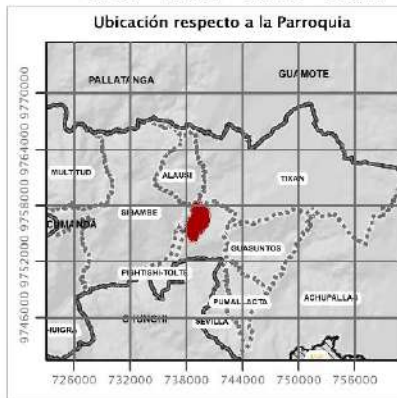 Ubicación respecto a la Parroquia
PALLATANGA
GUAMOTE
MULTITUD
ALAUSI
TIXAN
SIBAMBE
CUMANDA
GUASUNTOS
PISHTISHI-TOLTE
PUMALLACTA
ACHUPALLAS
CHUNCHI
SEVILLA
HUIGRA
9770000
9764000
9758000
9752000
9746000
726000 732000 738000 744000 750000 756000